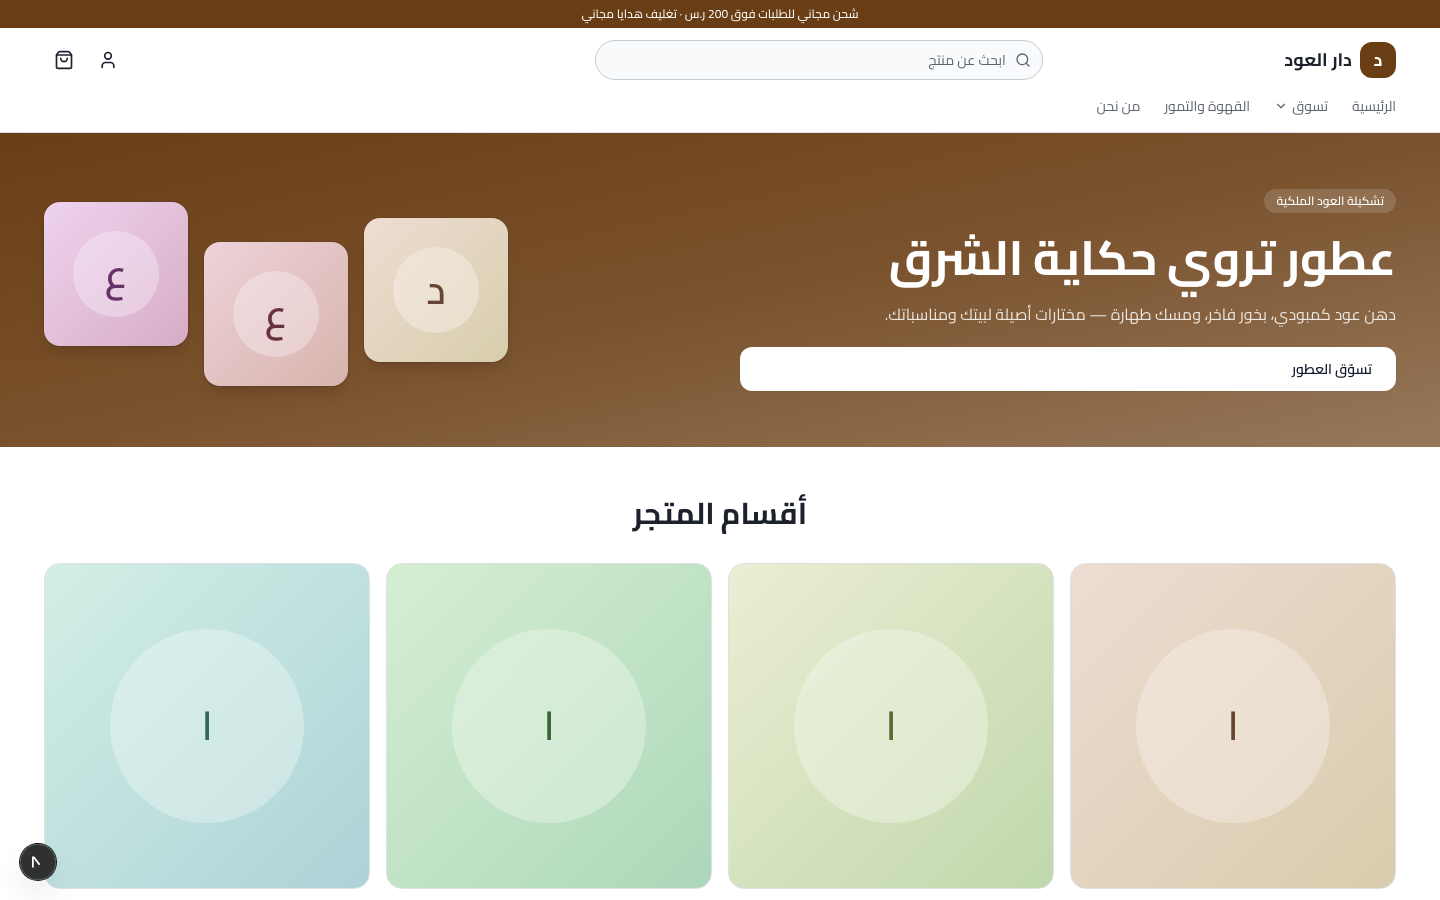 شحن مجاني للطلبات فوق 200 ر.س · تغليف هدايا مجاني
د
دار العود
ابحث عن منتج
الرئيسية
تسوق
القهوة والتمور
من نحن
تشكيلة العود الملكية
عطور تروي حكاية الشرق
دهن عود كمبودي، بخور فاخر، ومسك طهارة — مختارات أصيلة لبيتك ومناسباتك.
تسوّق العطور
د
ع
ع
أقسام المتجر
ا
ا
ا
ا